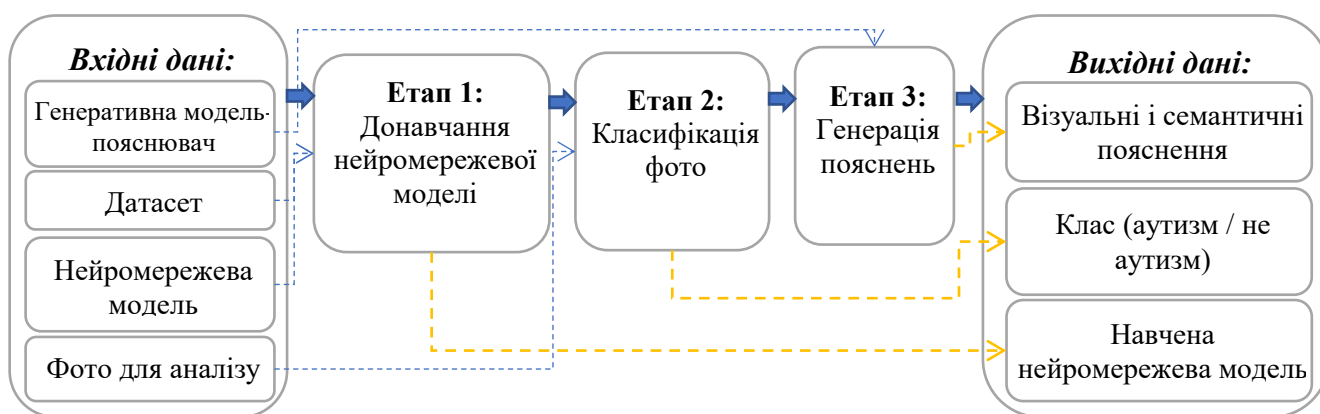 Вхідні дані:
Генеративна модель-
пояснювач
Датасет
Нейромережева
модель
Фото для аналізу
Етап 1:
Донавчання
нейромережевої
моделі
Етап 2:
Класифікація
фото
Етап 3:
Генерація
пояснень
Вихідні дані:
Візуальні і семантичні
пояснення
Клас (аутизм / не
аутизм)
Навчена
нейромережева модель